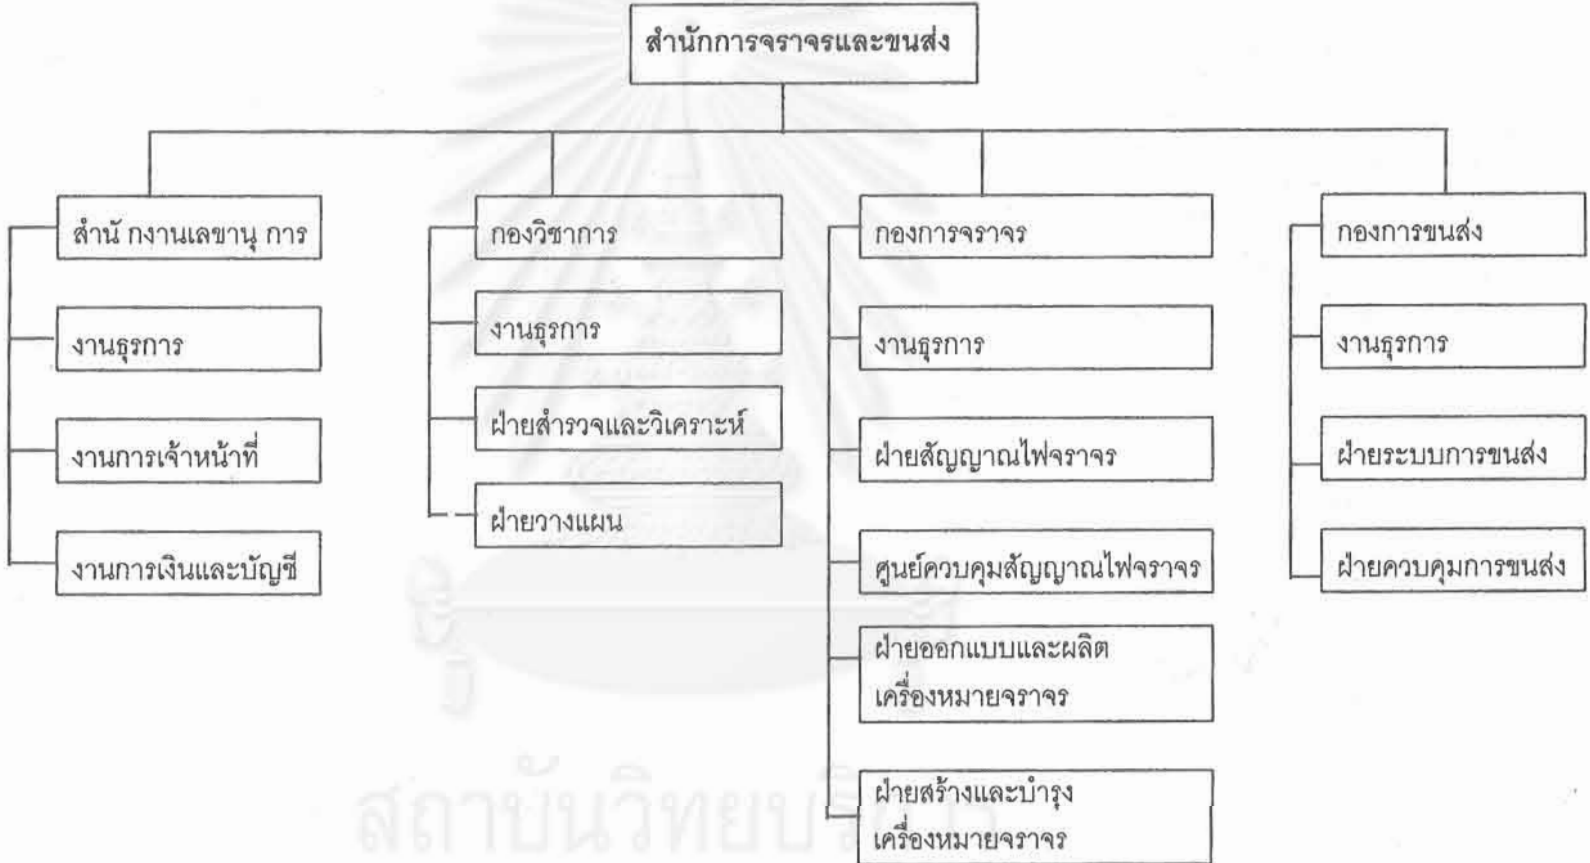 สำนักการจราจรและขนส่ง
สำนั กงานเลขานุ การ
งานธุรการ
งานการเจ้าหน้าที่
งานการเงินและบัญชี
กองวิชาการ
งานธุรการ
ฝ่ายสำรวจและวิเคราะห์
ฝ่ายวางแผน
กองการจราจร
งานธุรการ
ฝ่ายสัญญาณไฟจราจร
ศูนย์ควบคุมสัญญาณไฟจราจร
ฝ่ายออกแบบและผลิต
เครื่องหมายจราจร
ฝ่ายสร้างและบำรุง
เครื่องหมายจราจร
กองการขนส่ง
งานธุรการ
ฝ่ายระบบการขนส่ง
ฝ่ายควบคุมการขนส่ง
สถาบันวิทยบริการ